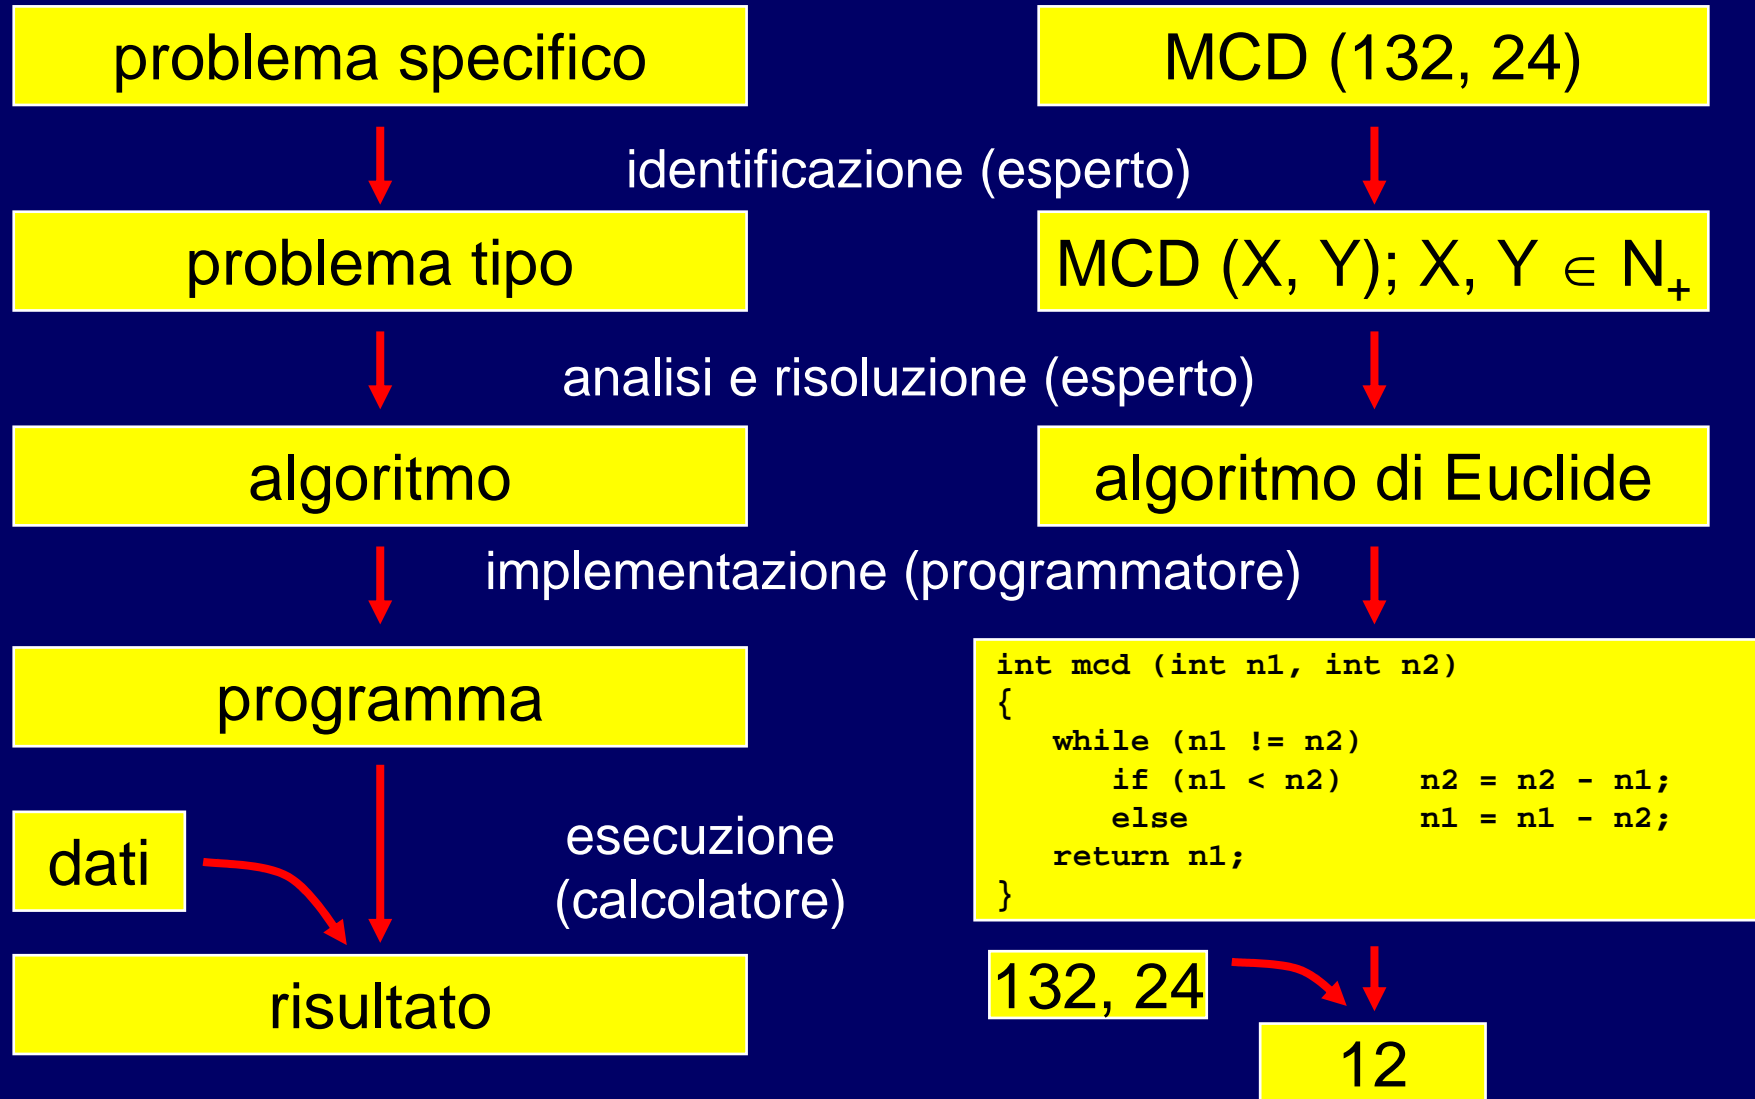 problema specifico
MCD (132, 24)
identificazione (esperto)
problema tipo
MCD (X, Y); X, Y ∈ N₊
analisi e risoluzione (esperto)
algoritmo
algoritmo di Euclide
implementazione (programmatore)
programma
int mcd (int n1, int n2)
{
   while (n1 != n2)
      if (n1 < n2)    n2 = n2 - n1;
      else            n1 = n1 - n2;
   return n1;
}
dati
esecuzione
(calcolatore)
risultato
132, 24
12